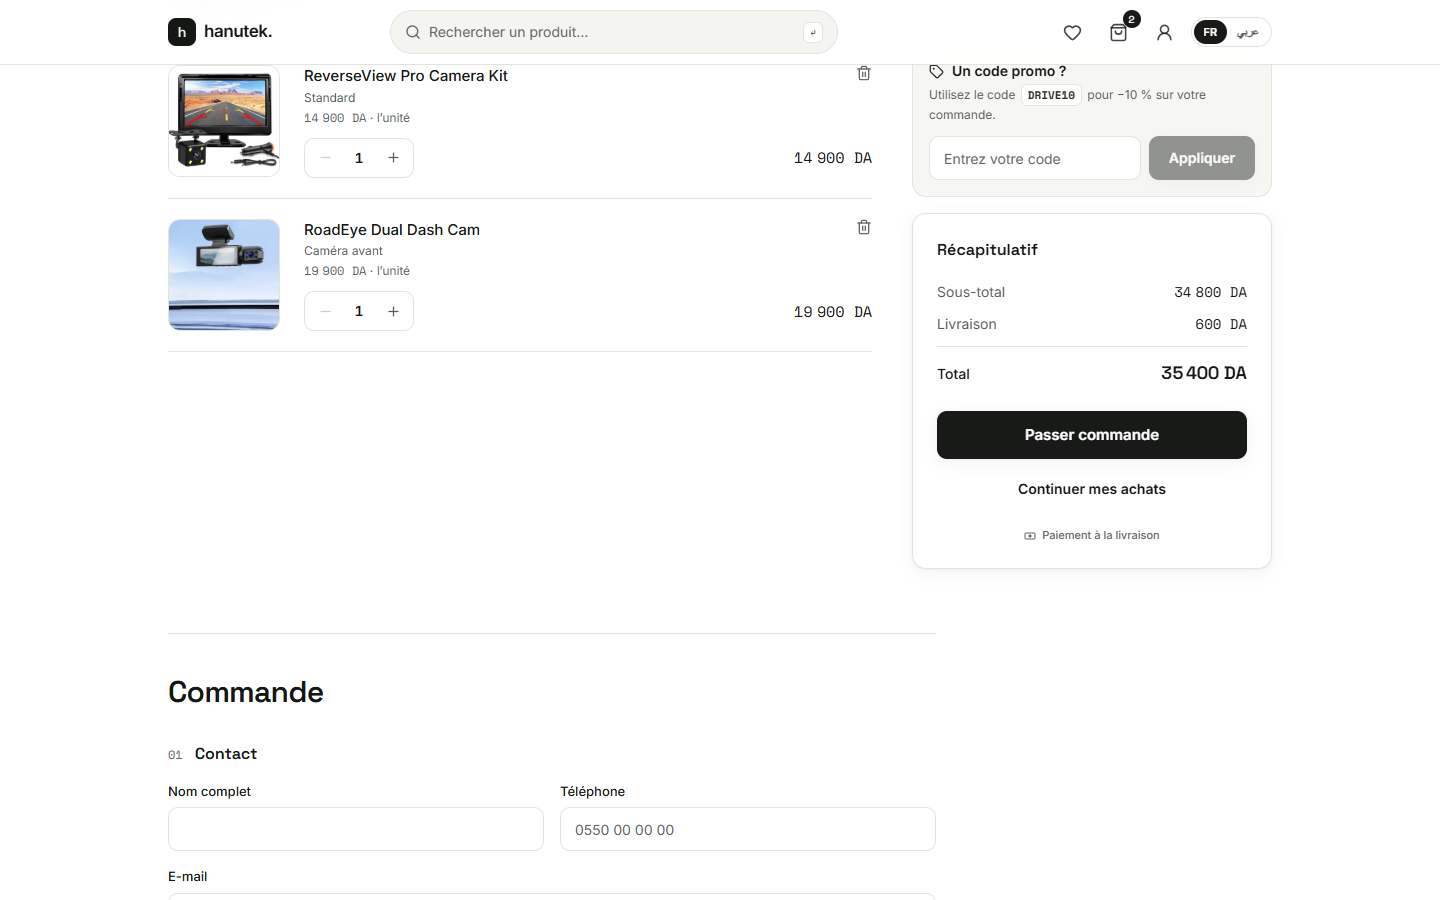 h hanutek.
Rechercher un produit...
2
FR عربي
ReverseView Pro Camera Kit
Standard
14 900 DA · l'unité
− 1 +
14 900 DA
RoadEye Dual Dash Cam
Caméra avant
19 900 DA · l'unité
− 1 +
19 900 DA
Un code promo ?
Utilisez le code DRIVE10 pour −10 % sur votre
commande.
Entrez votre code
Appliquer
Récapitulatif
Sous-total 34 800 DA
Livraison 600 DA
Total 35 400 DA
Passer commande
Continuer mes achats
Paiement à la livraison
Commande
01 Contact
Nom complet
Téléphone
0550 00 00 00
E-mail